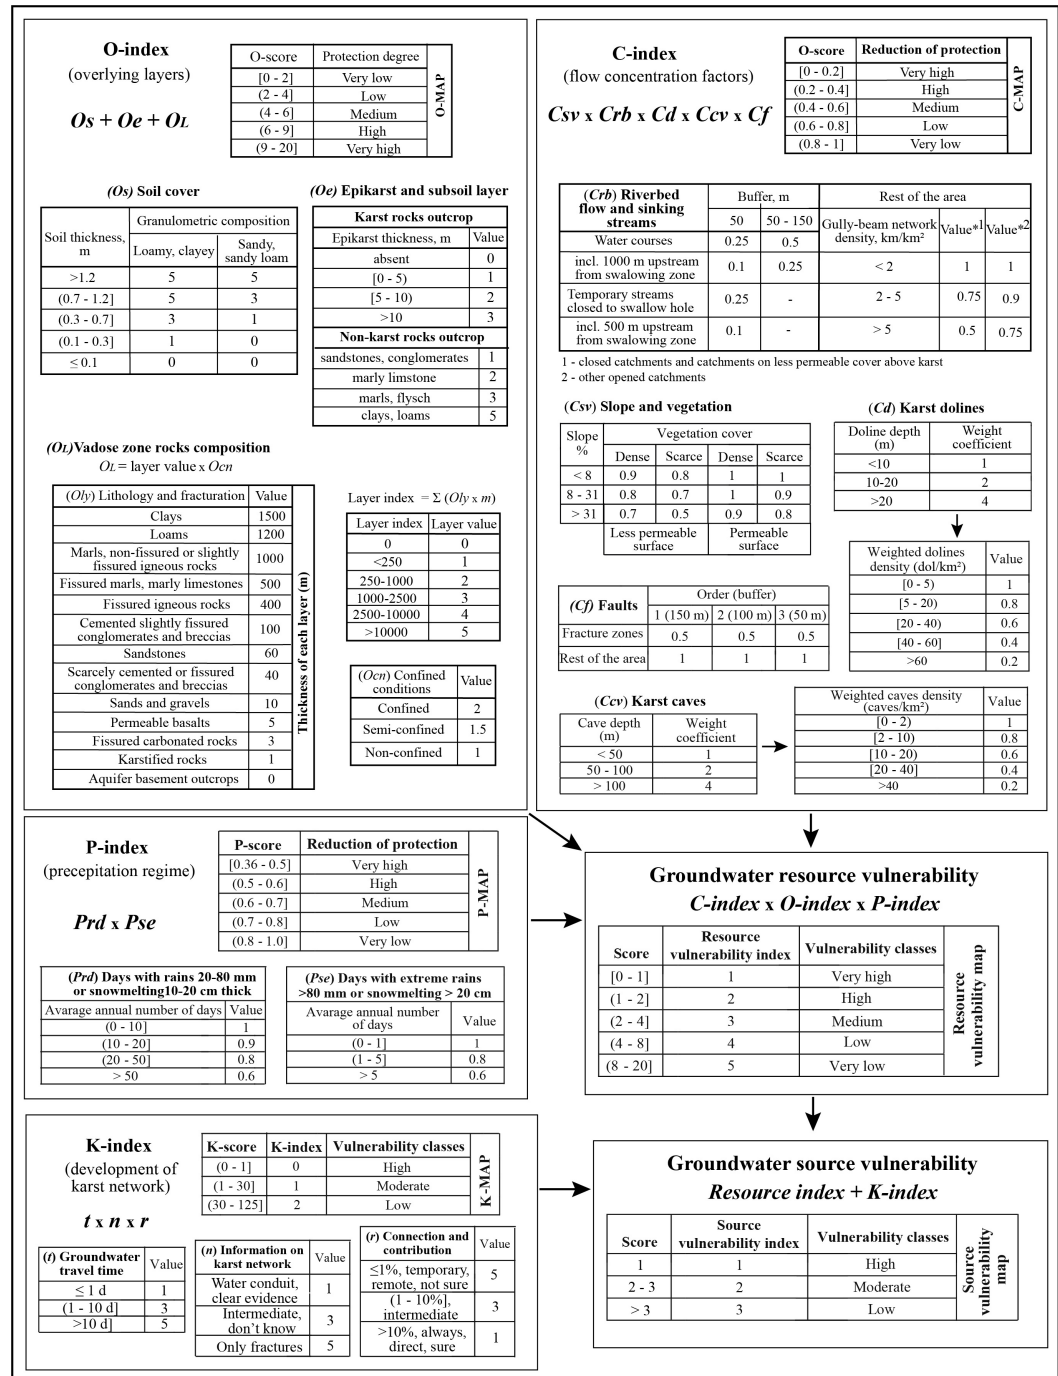 O-index
(overlying layers)
Os + Oe + OL
O-score Protection degree
[0 - 2] Very low
(2 - 4] Low
(4 - 6] Medium
(6 - 9] High
(9 - 20] Very high
O-MAP
(Os) Soil cover
Soil thickness, m Granulometric composition
Loamy, clayey Sandy, sandy loam
>1.2 5 5
(0.7 - 1.2] 5 3
(0.3 - 0.7] 3 1
(0.1 - 0.3] 1 0
≤ 0.1 0 0
(Oe) Epikarst and subsoil layer
Karst rocks outcrop
Epikarst thickness, m Value
absent 0
[0 - 5) 1
[5 - 10) 2
>10 3
Non-karst rocks outcrop
sandstones, conglomerates 1
marly limstone 2
marls, flysch 3
clays, loams 5
(OL)Vadose zone rocks composition
OL = layer value x Ocn
(Oly) Lithology and fracturation Value
Clays 1500
Loams 1200
Marls, non-fissured or slightly
fissured igneous rocks 1000
Fissured marls, marly limestones 500
Fissured igneous rocks 400
Cemented slightly fissured
conglomerates and breccias 100
Sandstones 60
Scarcely cemented or fissured
conglomerates and breccias 40
Sands and gravels 10
Permeable basalts 5
Fissured carbonated rocks 3
Karstified rocks 1
Aquifer basement outcrops 0
Thickness of each layer (m)
Layer index = Σ (Oly x m)
Layer index Layer value
0 0
<250 1
250-1000 2
1000-2500 3
2500-10000 4
>10000 5
(Ocn) Confined
conditions Value
Confined 2
Semi-confined 1.5
Non-confined 1
C-index
(flow concentration factors)
Csv x Crb x Cd x Ccv x Cf
O-score Reduction of protection
[0 - 0.2] Very high
(0.2 - 0.4] High
(0.4 - 0.6] Medium
(0.6 - 0.8] Low
(0.8 - 1] Very low
C-MAP
(Crb) Riverbed
flow and sinking
streams
Buffer, m Rest of the area
50 50 - 150 Gully-beam network
density, km/km² Value*1 Value*2
Water courses 0.25 0.5
incl. 1000 m upstream
from swalowing zone 0.1 0.25 < 2 1 1
Temporary streams
closed to swallow hole 0.25 - 2 - 5 0.75 0.9
incl. 500 m upstream
from swalowing zone 0.1 - > 5 0.5 0.75
1 - closed catchments and catchments on less permeable cover above karst
2 - other opened catchments
(Csv) Slope and vegetation
Slope % Vegetation cover
Dense Scarce Dense Scarce
< 8 0.9 0.8 1 1
8 - 31 0.8 0.7 1 0.9
> 31 0.7 0.5 0.9 0.8
Less permeable
surface Permeable
surface
(Cd) Karst dolines
Doline depth
(m) Weight
coefficient
<10 1
10-20 2
>20 4
Weighted dolines
density (dol/km²) Value
[0 - 5) 1
[5 - 20) 0.8
[20 - 40) 0.6
[40 - 60] 0.4
>60 0.2
(Cf) Faults Order (buffer)
1 (150 m) 2 (100 m) 3 (50 m)
Fracture zones 0.5 0.5 0.5
Rest of the area 1 1 1
(Ccv) Karst caves
Cave depth
(m) Weight
coefficient
< 50 1
50 - 100 2
> 100 4
Weighted caves density
(caves/km²) Value
[0 - 2) 1
[2 - 10) 0.8
[10 - 20) 0.6
[20 - 40] 0.4
>40 0.2
P-index
(precepitation regime)
Prd x Pse
P-score Reduction of protection
[0.36 - 0.5] Very high
(0.5 - 0.6] High
(0.6 - 0.7] Medium
(0.7 - 0.8] Low
(0.8 - 1.0] Very low
P-MAP
(Prd) Days with rains 20-80 mm
or snowmelting10-20 cm thick
Avarage annual number of days Value
(0 - 10] 1
(10 - 20] 0.9
(20 - 50] 0.8
> 50 0.6
(Pse) Days with extreme rains
>80 mm or snowmelting > 20 cm
Avarage annual number
of days Value
(0 - 1] 1
(1 - 5] 0.8
> 5 0.6
Groundwater resource vulnerability
C-index x O-index x P-index
Score Resource
vulnerability index Vulnerability classes
[0 - 1] 1 Very high
(1 - 2] 2 High
(2 - 4] 3 Medium
(4 - 8] 4 Low
(8 - 20] 5 Very low
Resource
vulnerability map
K-index
(development of
karst network)
t x n x r
K-score K-index Vulnerability classes
(0 - 1] 0 High
(1 - 30] 1 Moderate
(30 - 125] 2 Low
K-MAP
(t) Groundwater
travel time Value
≤ 1 d 1
(1 - 10 d] 3
>10 d] 5
(n) Information on
karst network Value
Water conduit,
clear evidence 1
Intermediate,
don't know 3
Only fractures 5
(r) Connection and
contribution Value
≤1%, temporary,
remote, not sure 5
(1 - 10%],
intermediate 3
>10%, always,
direct, sure 1
Groundwater source vulnerability
Resource index + K-index
Score Source
vulnerability index Vulnerability classes
1 1 High
2 - 3 2 Moderate
> 3 3 Low
Source
vulnerability
map